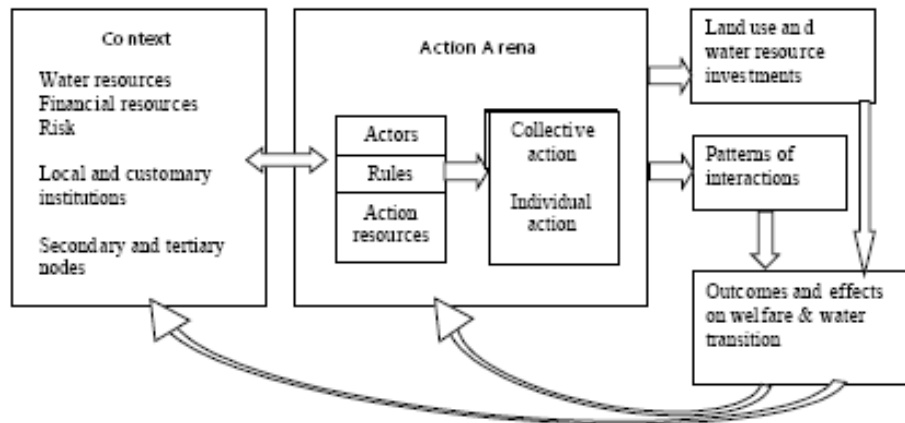 Context
Water resources
Financial resources
Risk
Local and customary
institutions
Secondary and tertiary
nodes
Action Arena
Actors
Rules
Action
resources
Collective
action
Individual
action
Land use and
water resource
investments
Patterns of
interactions
Outcomes and effects
on welfare & water
transition